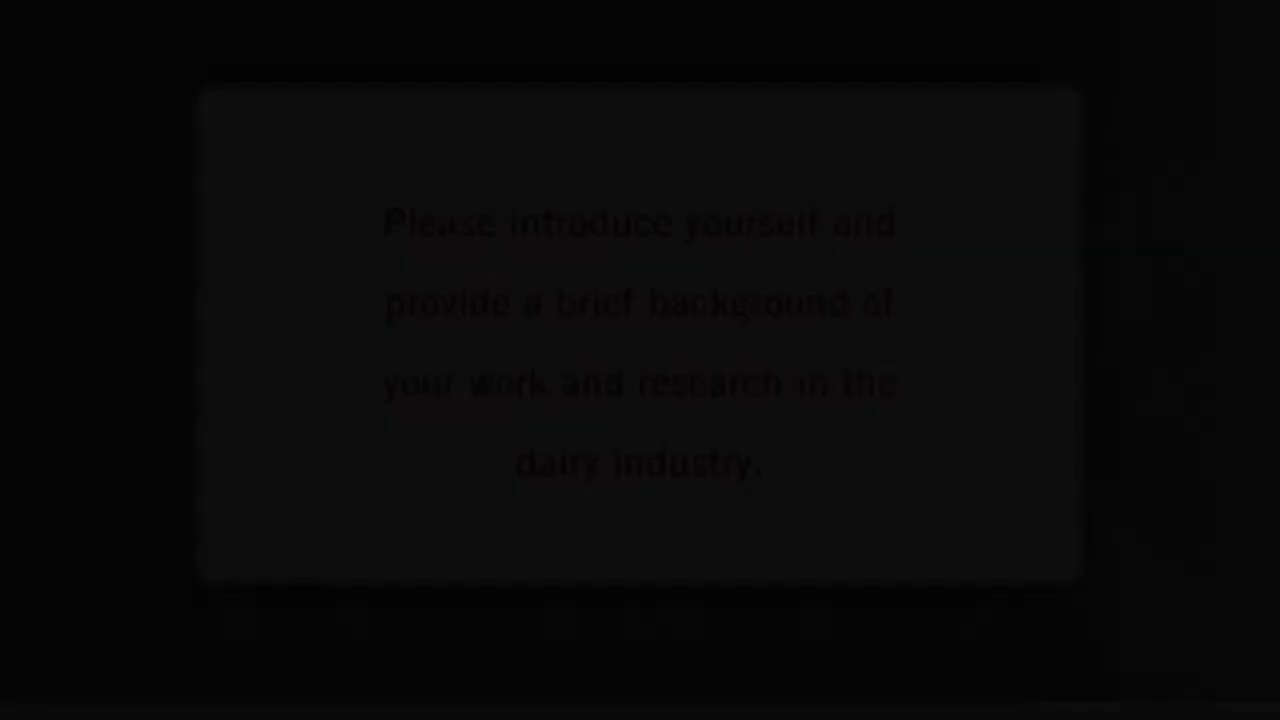 Please introduce yourself and
provide a brief background of
your work and research in the
dairy industry.